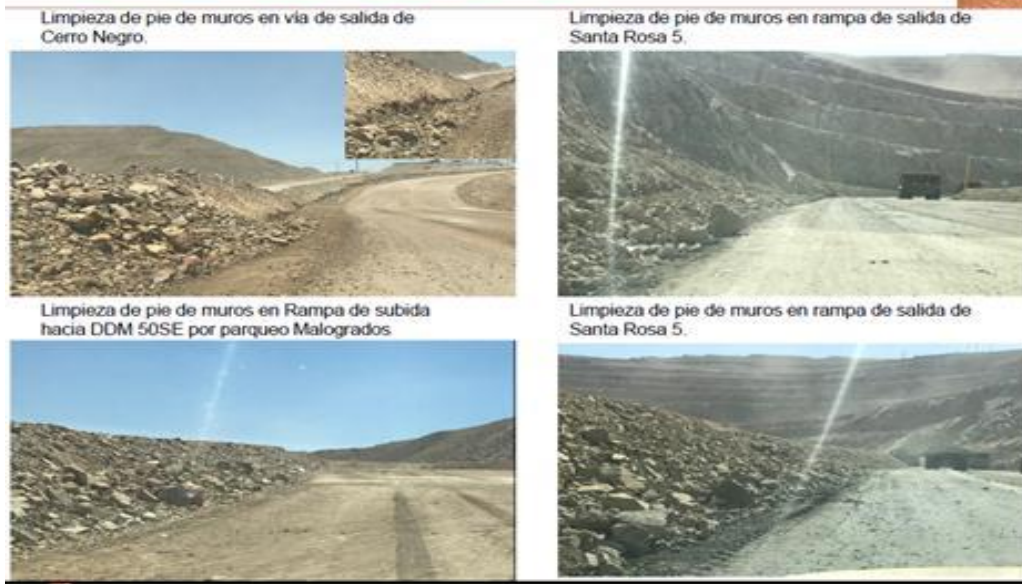 Limpieza de pie de muros en vía de salida de
Cerro Negro.
Limpieza de pie de muros en rampa de salida de
Santa Rosa 5.
Limpieza de pie de muros en Rampa de subida
hacia DDM 50SE por parqueo Malogrados
Limpieza de pie de muros en rampa de salida de
Santa Rosa 5.